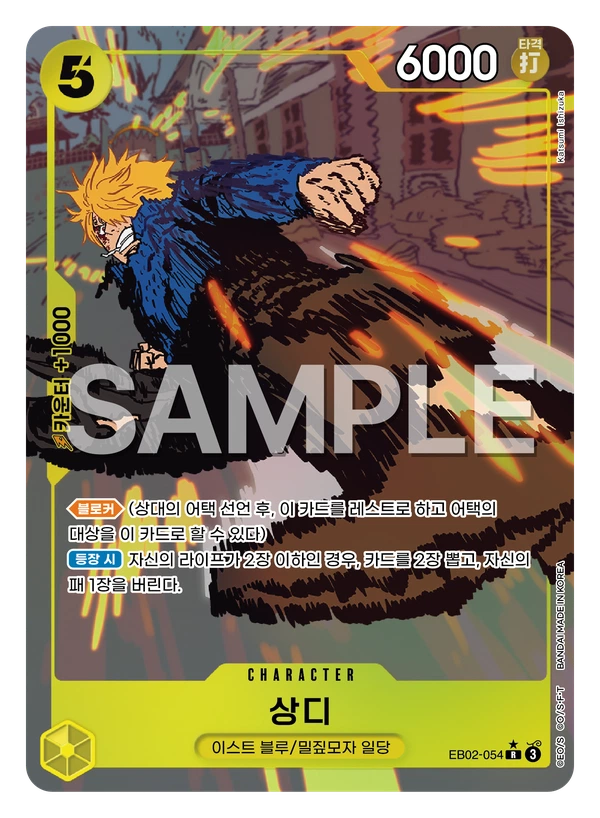 5
6000
타격
打
Katsumi Ishizuka
카운터 +1000
SAMPLE
블로커 (상대의 어택 선언 후, 이 카드를 레스트로 하고 어택의
대상을 이 카드로 할 수 있다)
등장 시 자신의 라이프가 2장 이하인 경우, 카드를 2장 뽑고, 자신의
패 1장을 버린다.
CHARACTER
상디
이스트 블루/밀짚모자 일당
EB02-054 R 3
©EO/S ©O/S·F·T BANDAI MADE IN KOREA